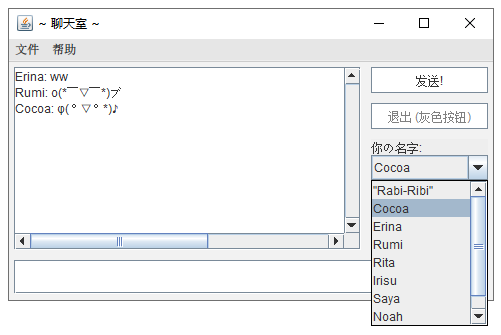 ~ 聊天室 ~
文件 帮助
Erina: ww
Rumi: o(*￣▽￣*)ブ
Cocoa: φ(゜▽゜*)♪
发送!
退出 (灰色按钮)
你の名字:
Cocoa
"Rabi-Ribi"
Cocoa
Erina
Rumi
Rita
Irisu
Saya
Noah